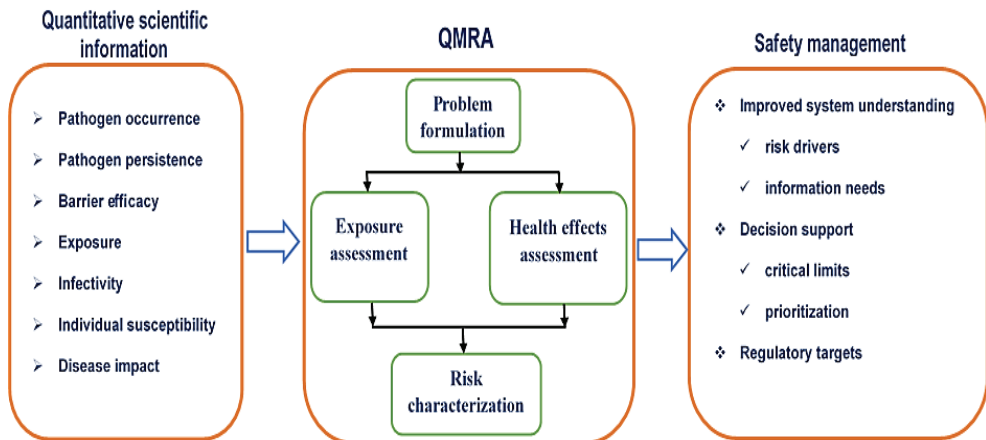 Quantitative scientific
information
➢ Pathogen occurrence
➢ Pathogen persistence
➢ Barrier efficacy
➢ Exposure
➢ Infectivity
➢ Individual susceptibility
➢ Disease impact
QMRA
Problem
formulation
Exposure
assessment
Health effects
assessment
Risk
characterization
Safety management
❖ Improved system understanding
✓ risk drivers
✓ information needs
❖ Decision support
✓ critical limits
✓ prioritization
❖ Regulatory targets